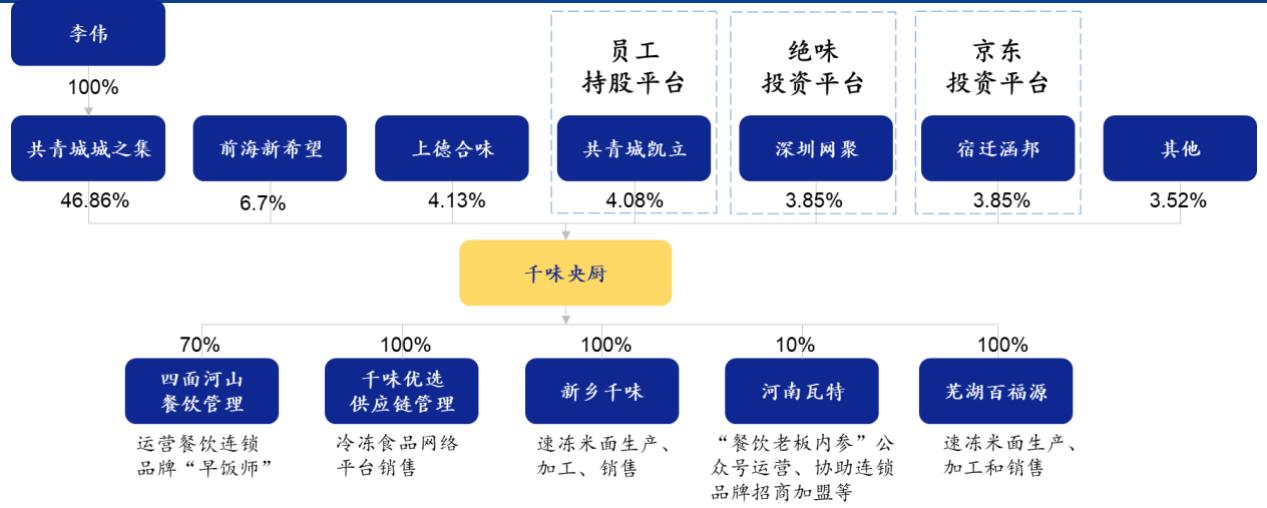 李伟
100%
员工
持股平台
绝味
投资平台
京东
投资平台
共青城城之集
前海新希望
上德合味
共青城凯立
深圳网聚
宿迁涵邦
其他
46.86%
6.7%
4.13%
4.08%
3.85%
3.85%
3.52%
千味央厨
70%
100%
100%
10%
100%
四面河山
餐饮管理
千味优选
供应链管理
新乡千味
河南瓦特
芜湖百福源
运营餐饮连锁
品牌“早饭师”
冷冻食品网络
平台销售
速冻米面生产、
加工、销售
“餐饮老板内参”公
众号运营、协助连锁
品牌招商加盟等
速冻米面生产、
加工和销售